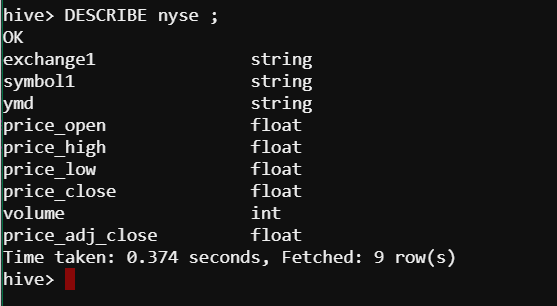 hive> DESCRIBE nyse ;
OK
exchange1 string
symbol1 string
ymd string
price_open float
price_high float
price_low float
price_close float
volume int
price_adj_close float
Time taken: 0.374 seconds, Fetched: 9 row(s)
hive>